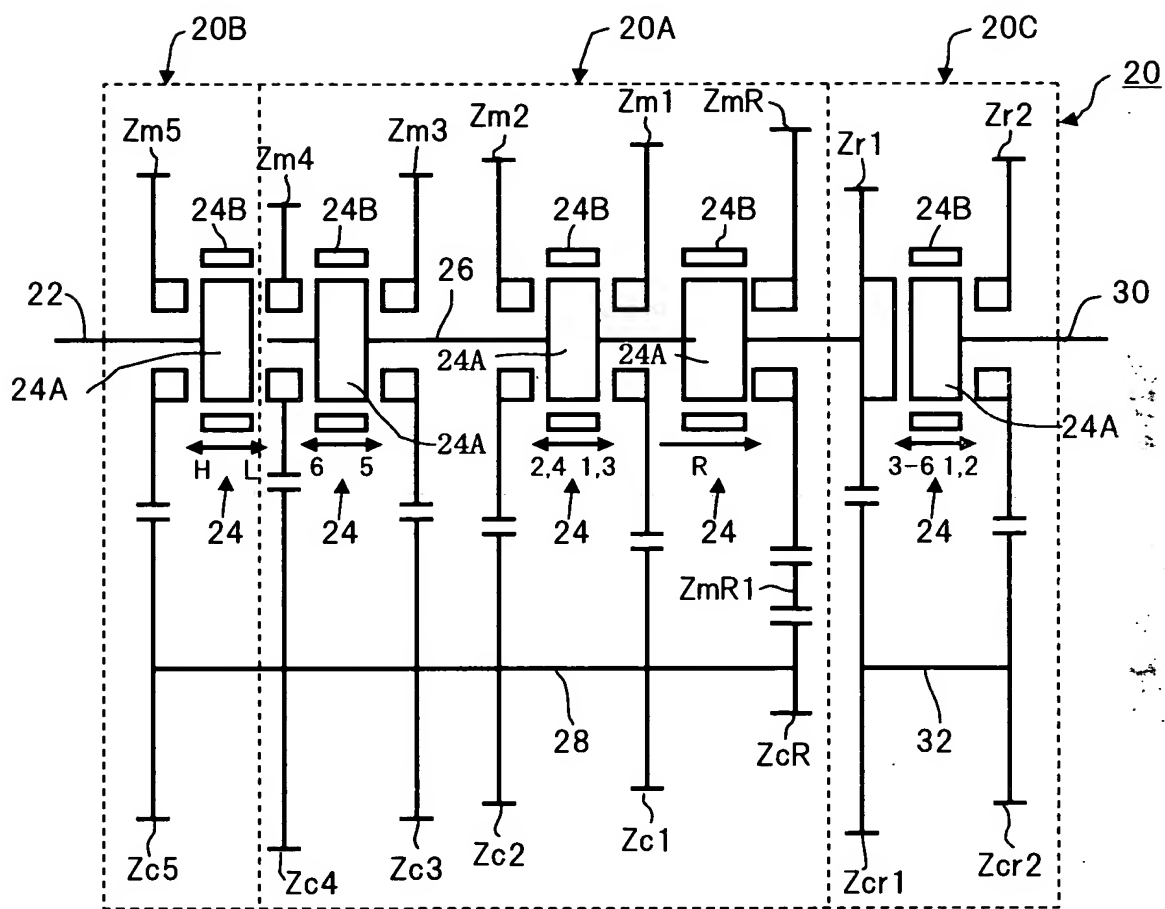 20B 20A 20C
20
Zm5 Zm4 Zm3 Zm2 Zm1 ZmR Zr1 Zr2
24B 24B 24B 24B 24B
22 26 30
24A 24A 24A 24A 24A
H L 6 5 2,4 1,3 R 3-6 1,2
24 24 24 24 24
ZmR1
28 32
ZcR
Zc5 Zc4 Zc3 Zc2 Zc1 Zcr1 Zcr2